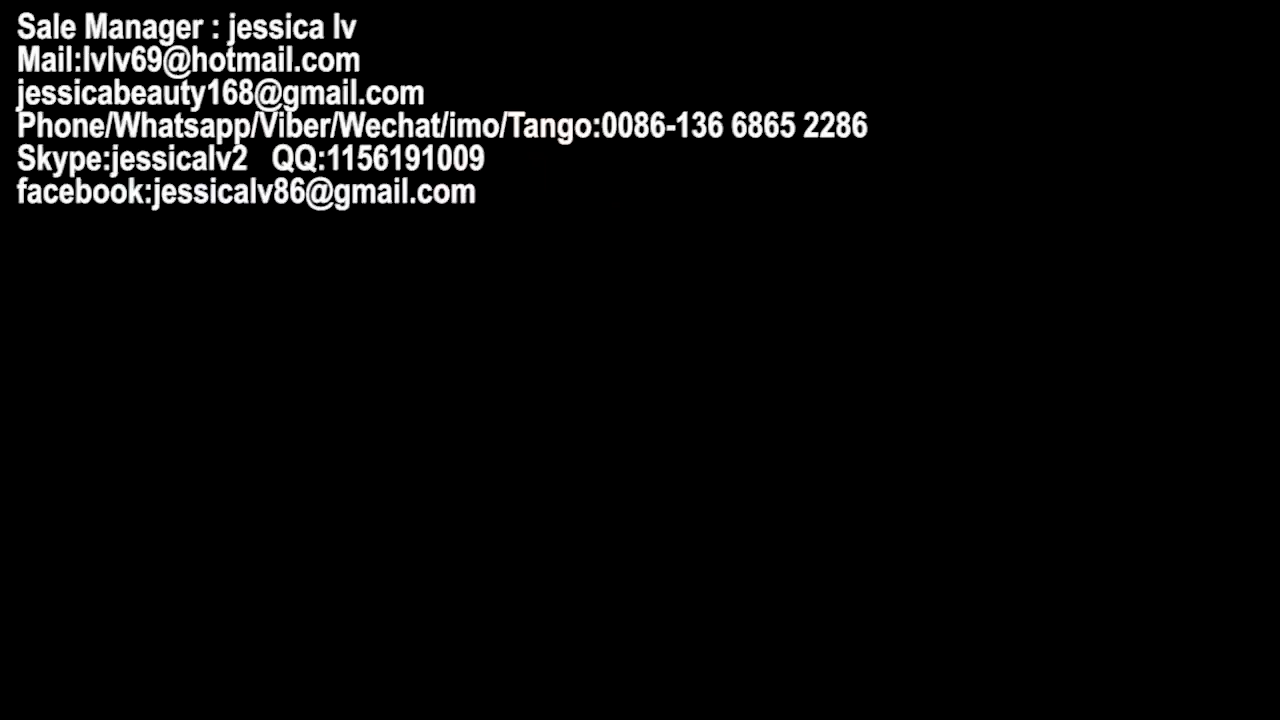 Sale Manager : jessica lv
Mail:lvlv69@hotmail.com
jessicabeauty168@gmail.com
Phone/Whatsapp/Viber/Wechat/imo/Tango:0086-136 6865 2286
Skype:jessicalv2   QQ:1156191009
facebook:jessicalv86@gmail.com